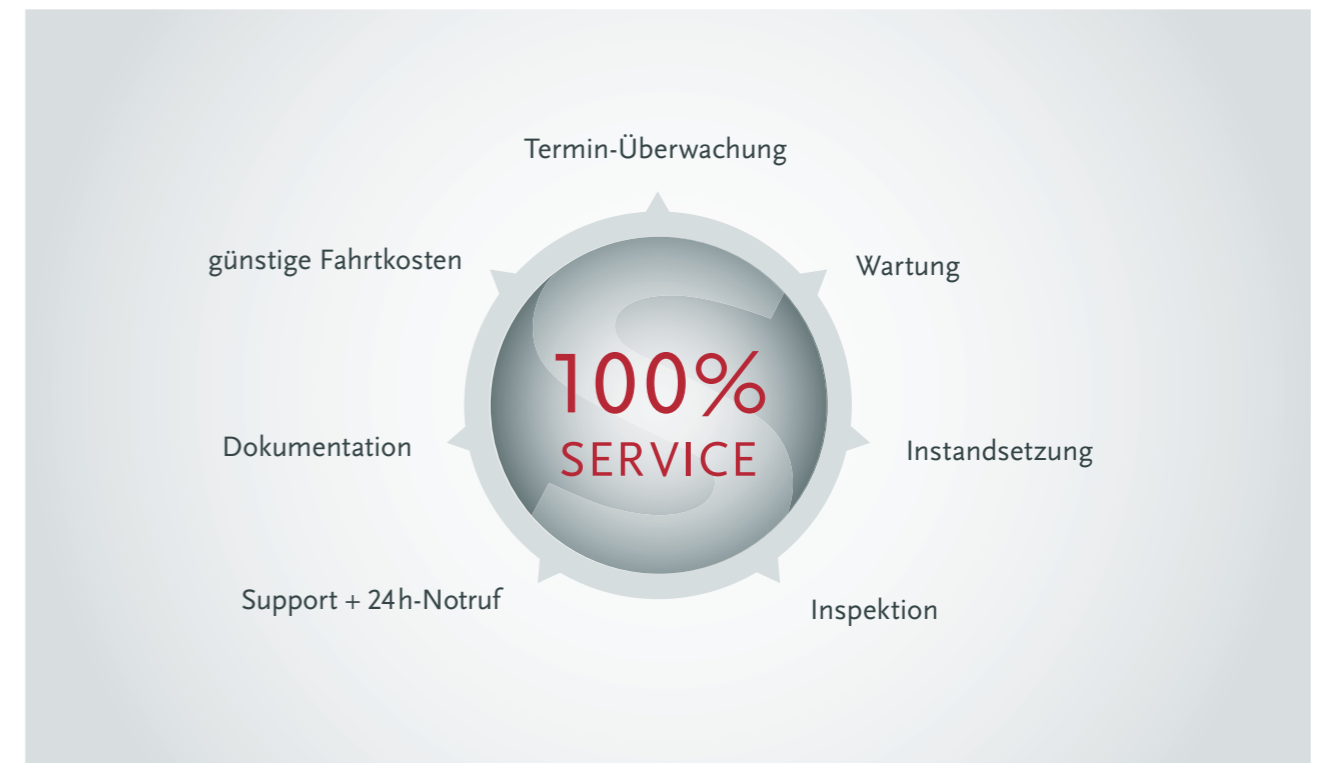 Termin-Überwachung
günstige Fahrtkosten
Wartung
100%
SERVICE
Dokumentation
Instandsetzung
Support + 24h-Notruf
Inspektion